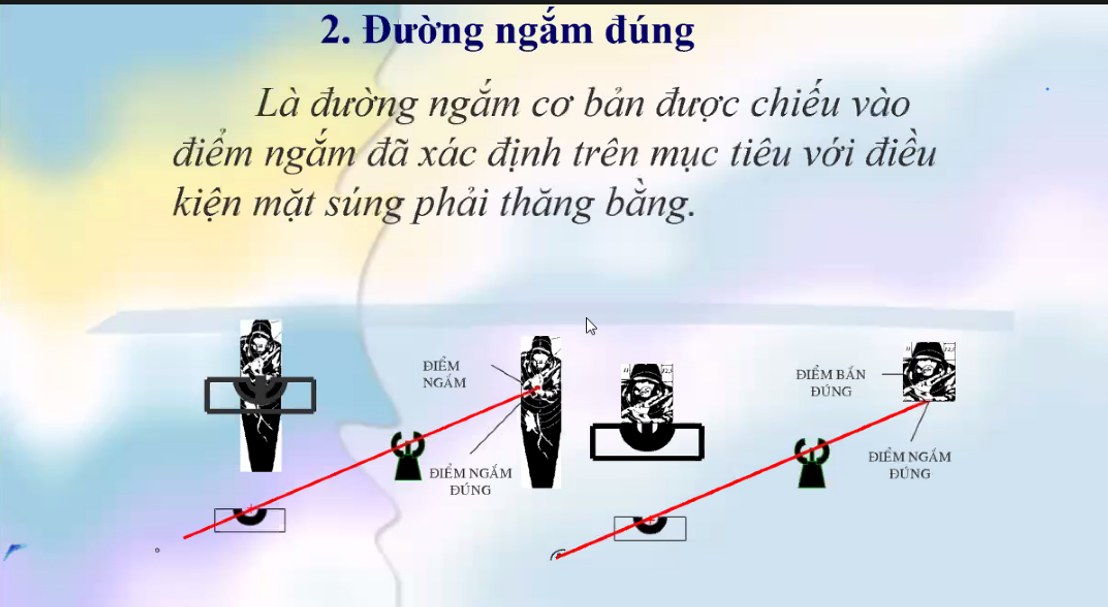 2. Đường ngắm đúng
Là đường ngắm cơ bản được chiếu vào
điểm ngắm đã xác định trên mục tiêu với điều
kiện mặt súng phải thăng bằng.
ĐIỂM
NGẮM
ĐIỂM NGẮM
ĐÚNG
ĐIỂM BẮN
ĐÚNG
ĐIỂM NGẮM
ĐÚNG